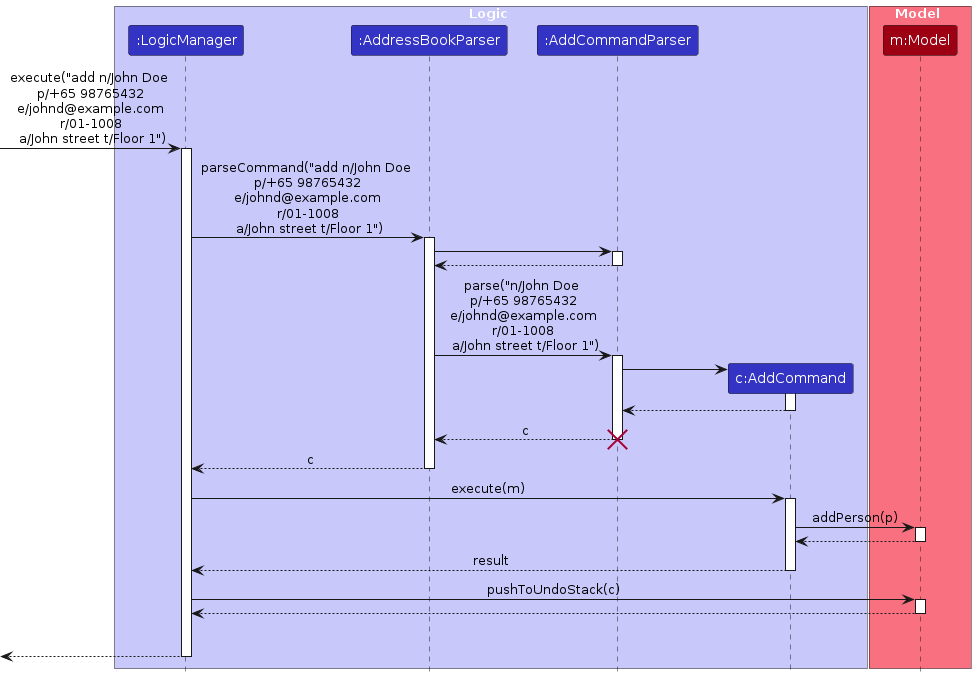 Logic
Model
:LogicManager
:AddressBookParser
:AddCommandParser
m:Model
execute("add n/John Doe
p/+65 98765432
e/johnd@example.com
r/01-1008
a/John street t/Floor 1")
parseCommand("add n/John Doe
p/+65 98765432
e/johnd@example.com
r/01-1008
a/John street t/Floor 1")
parse("n/John Doe
p/+65 98765432
e/johnd@example.com
r/01-1008
a/John street t/Floor 1")
c:AddCommand
c
c
execute(m)
addPerson(p)
result
pushToUndoStack(c)